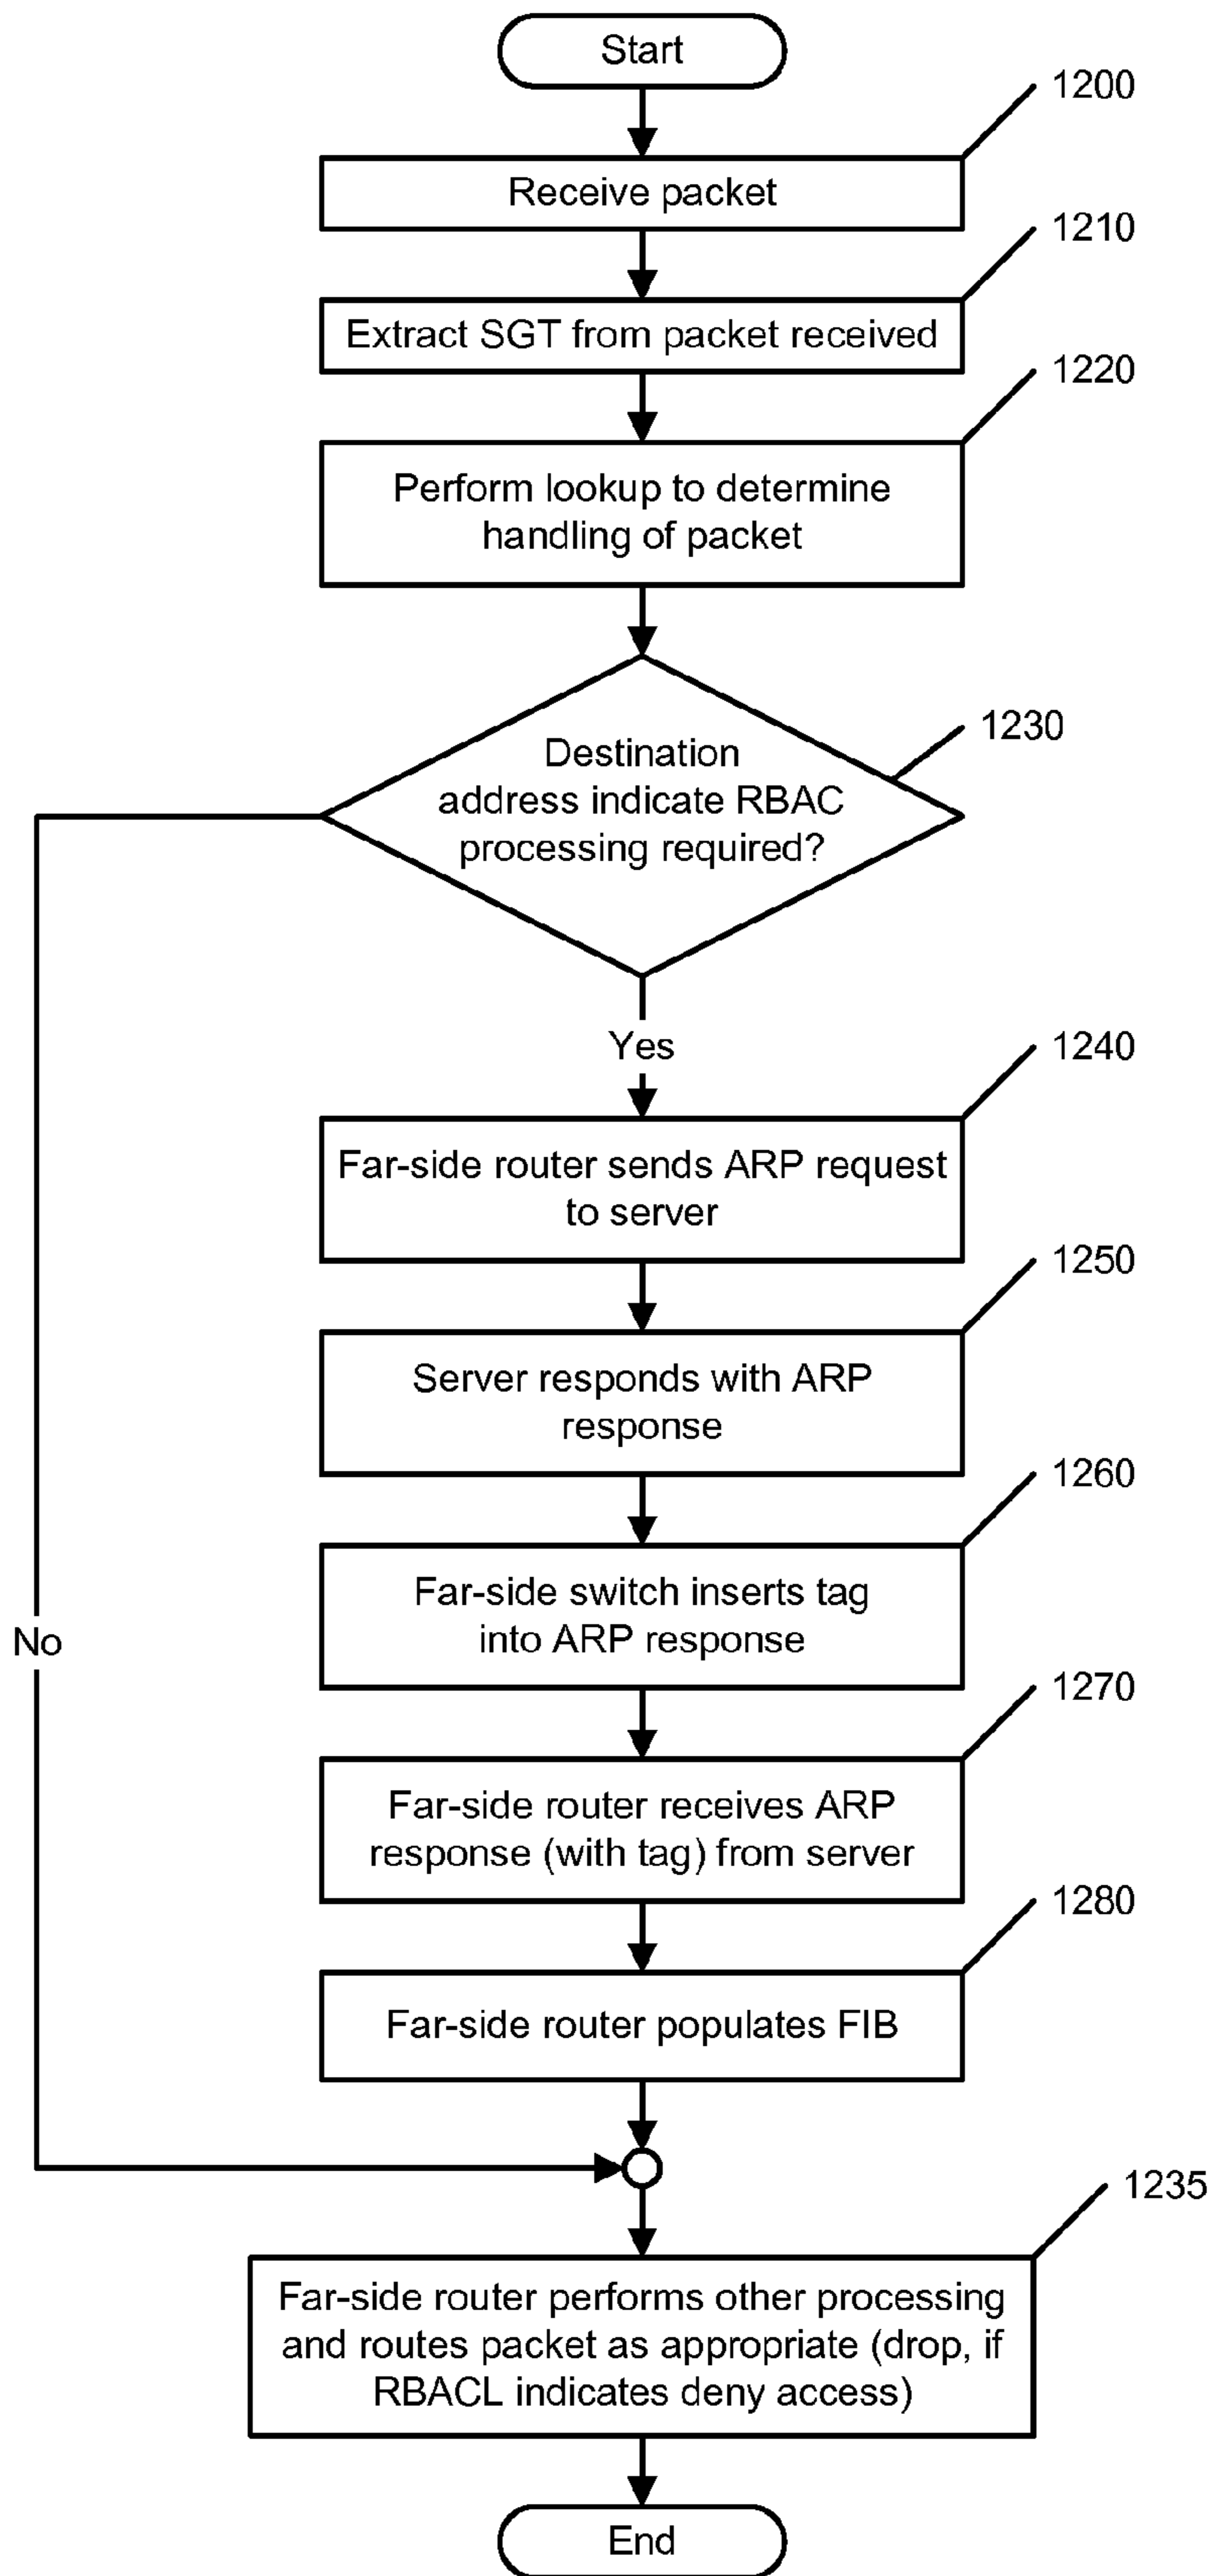 Start
1200
Receive packet
1210
Extract SGT from packet received
1220
Perform lookup to determine
handling of packet
1230
Destination
address indicate RBAC
processing required?
Yes
1240
Far-side router sends ARP request
to server
1250
Server responds with ARP
response
1260
Far-side switch inserts tag
into ARP response
No
1270
Far-side router receives ARP
response (with tag) from server
1280
Far-side router populates FIB
1235
Far-side router performs other processing
and routes packet as appropriate (drop, if
RBACL indicates deny access)
End